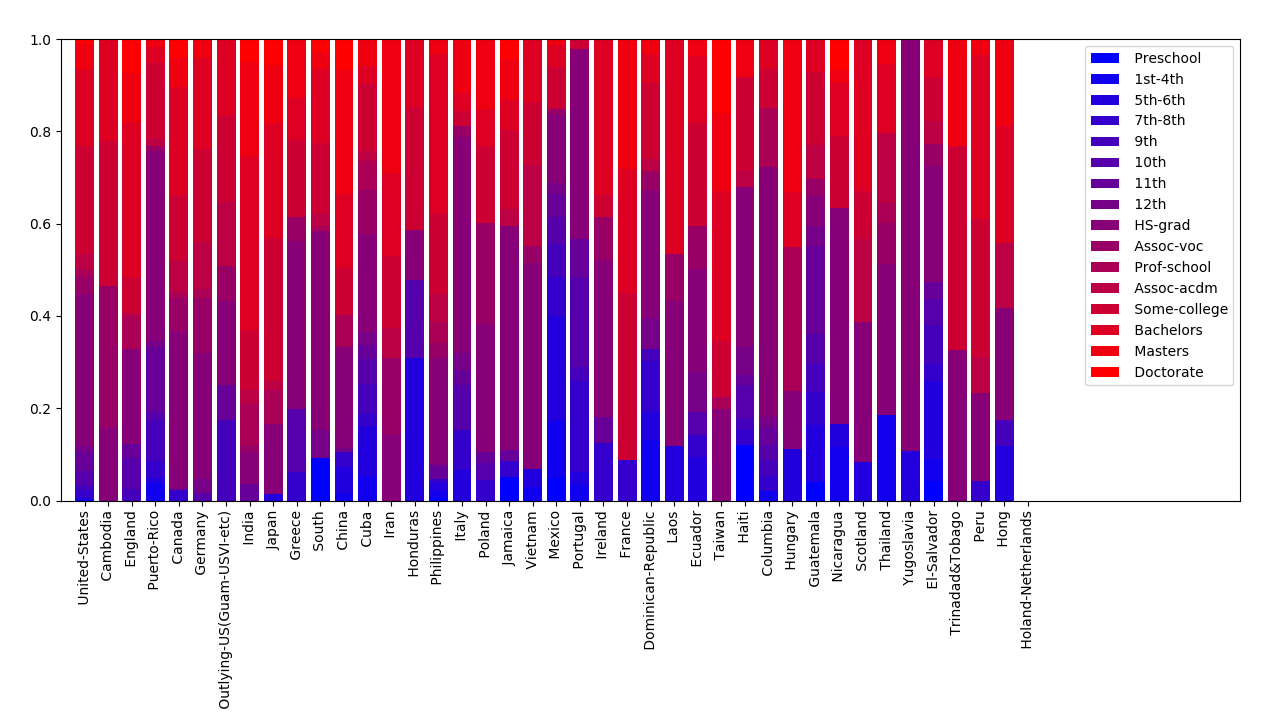 1.0
0.8
0.6
0.4
0.2
0.0
Preschool
1st-4th
5th-6th
7th-8th
9th
10th
11th
12th
HS-grad
Assoc-voc
Prof-school
Assoc-acdm
Some-college
Bachelors
Masters
Doctorate
United-States
Cambodia
England
Puerto-Rico
Canada
Germany
Outlying-US(Guam-USVI-etc)
India
Japan
Greece
South
China
Cuba
Iran
Honduras
Philippines
Italy
Poland
Jamaica
Vietnam
Mexico
Portugal
Ireland
France
Dominican-Republic
Laos
Ecuador
Taiwan
Haiti
Columbia
Hungary
Guatemala
Nicaragua
Scotland
Thailand
Yugoslavia
El-Salvador
Trinadad&Tobago
Peru
Hong
Holand-Netherlands